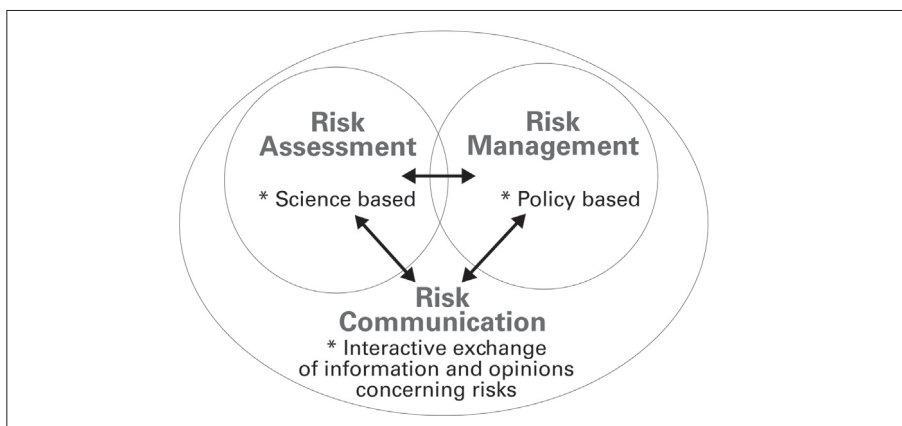 Risk
Assessment
* Science based
Risk
Management
* Policy based
Risk
Communication
* Interactive exchange
of information and opinions
concerning risks